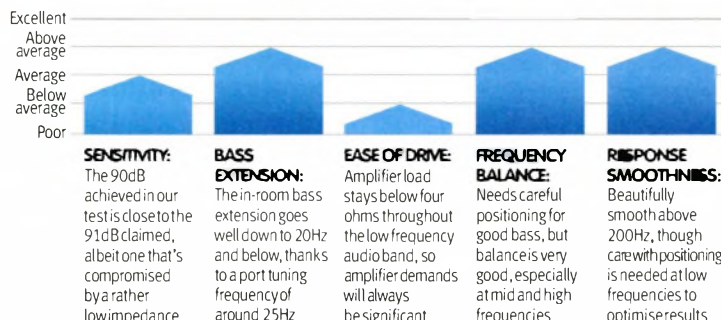 Excellent
Above
average
Average
Below
average
Poor
SENSITIVITY:
The 90dB
achieved in our
test is close to the
91dB claimed,
albeit one that's
compromised
by a rather
low impedance
BASS
EXTENSION:
The in-room bass
extension goes
well down to 20Hz
and below, thanks
to a port tuning
frequency of
around 25Hz
EASE OF DRIVE:
Amplifier load
stays below four
ohms throughout
the low frequency
audio band, so
amplifier demands
will always
be significant
FREQUENCY
BALANCE:
Needs careful
positioning for
good bass, but
balance is very
good, especially
at mid and high
frequencies
RESPONSE
SMOOTHNESS:
Beautifully
smooth above
200Hz, though
care with positioning
is needed at low
frequencies to
optimise results